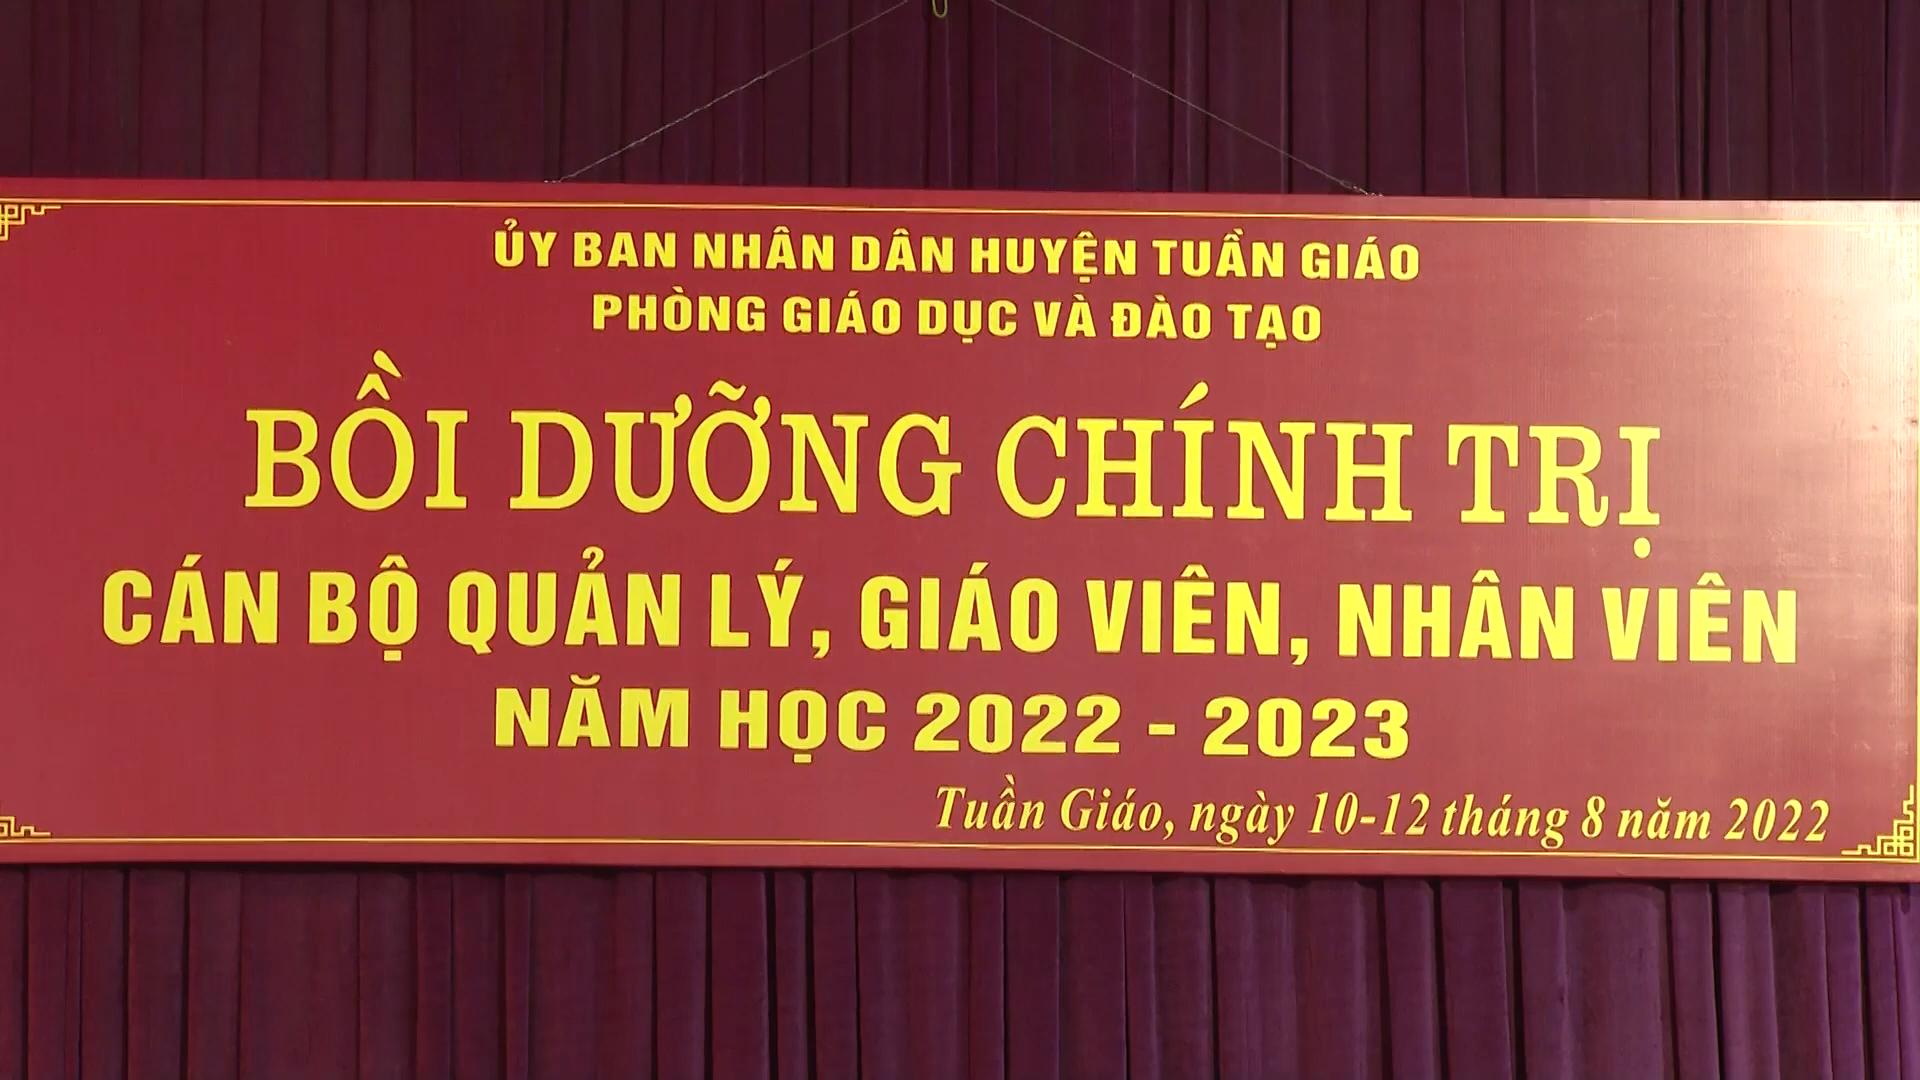 ỦY BAN NHÂN DÂN HUYỆN TUẦN GIÁO
PHÒNG GIÁO DỤC VÀ ĐÀO TẠO
BỒI DƯỠNG CHÍNH TRỊ
CÁN BỘ QUẢN LÝ, GIÁO VIÊN, NHÂN VIÊN
NĂM HỌC 2022 - 2023
Tuần Giáo, ngày 10-12 tháng 8 năm 2022